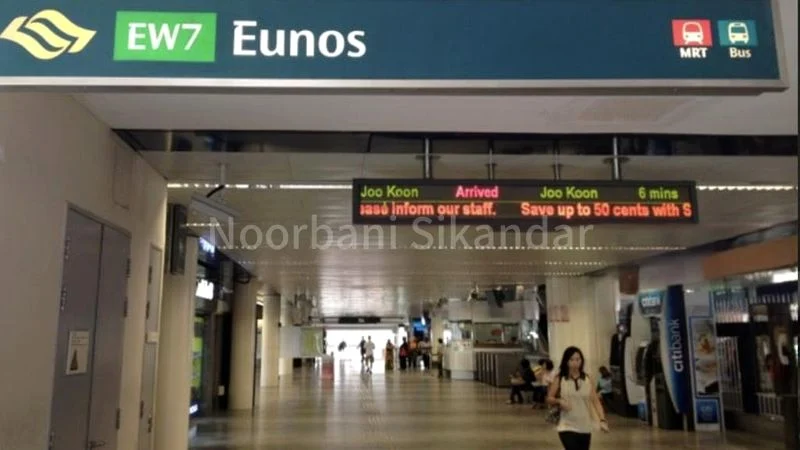 EW7 Eunos MRT Bus
Joo Koon Arrived Joo Koon 6 mins
ase inform our staff. Save up to 50 cents with S
Noorbani Sikandar
citibank